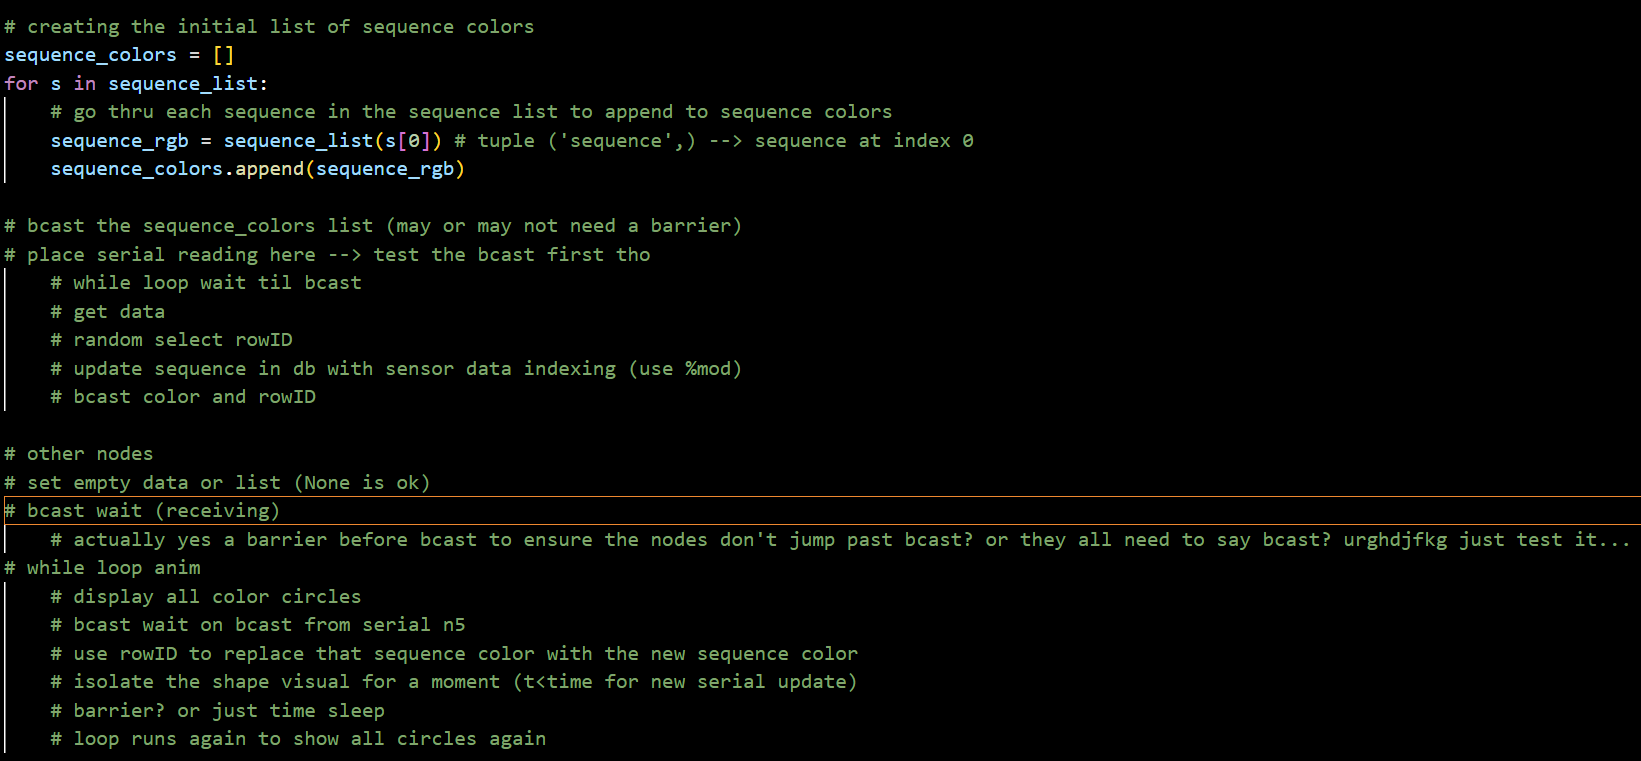 # creating the initial list of sequence colors
sequence_colors = []
for s in sequence_list:
    # go thru each sequence in the sequence list to append to sequence colors
    sequence_rgb = sequence_list(s[0]) # tuple ('sequence',) --> sequence at index 0
    sequence_colors.append(sequence_rgb)

# bcast the sequence_colors list (may or may not need a barrier)
# place serial reading here --> test the bcast first tho
    # while loop wait til bcast
    # get data
    # random select rowID
    # update sequence in db with sensor data indexing (use %mod)
    # bcast color and rowID

# other nodes
# set empty data or list (None is ok)
# bcast wait (receiving)
    # actually yes a barrier before bcast to ensure the nodes don't jump past bcast? or they all need to say bcast? urghdjfkg just test it...
# while loop anim
    # display all color circles
    # bcast wait on bcast from serial n5
    # use rowID to replace that sequence color with the new sequence color
    # isolate the shape visual for a moment (t<time for new serial update)
    # barrier? or just time sleep
    # loop runs again to show all circles again